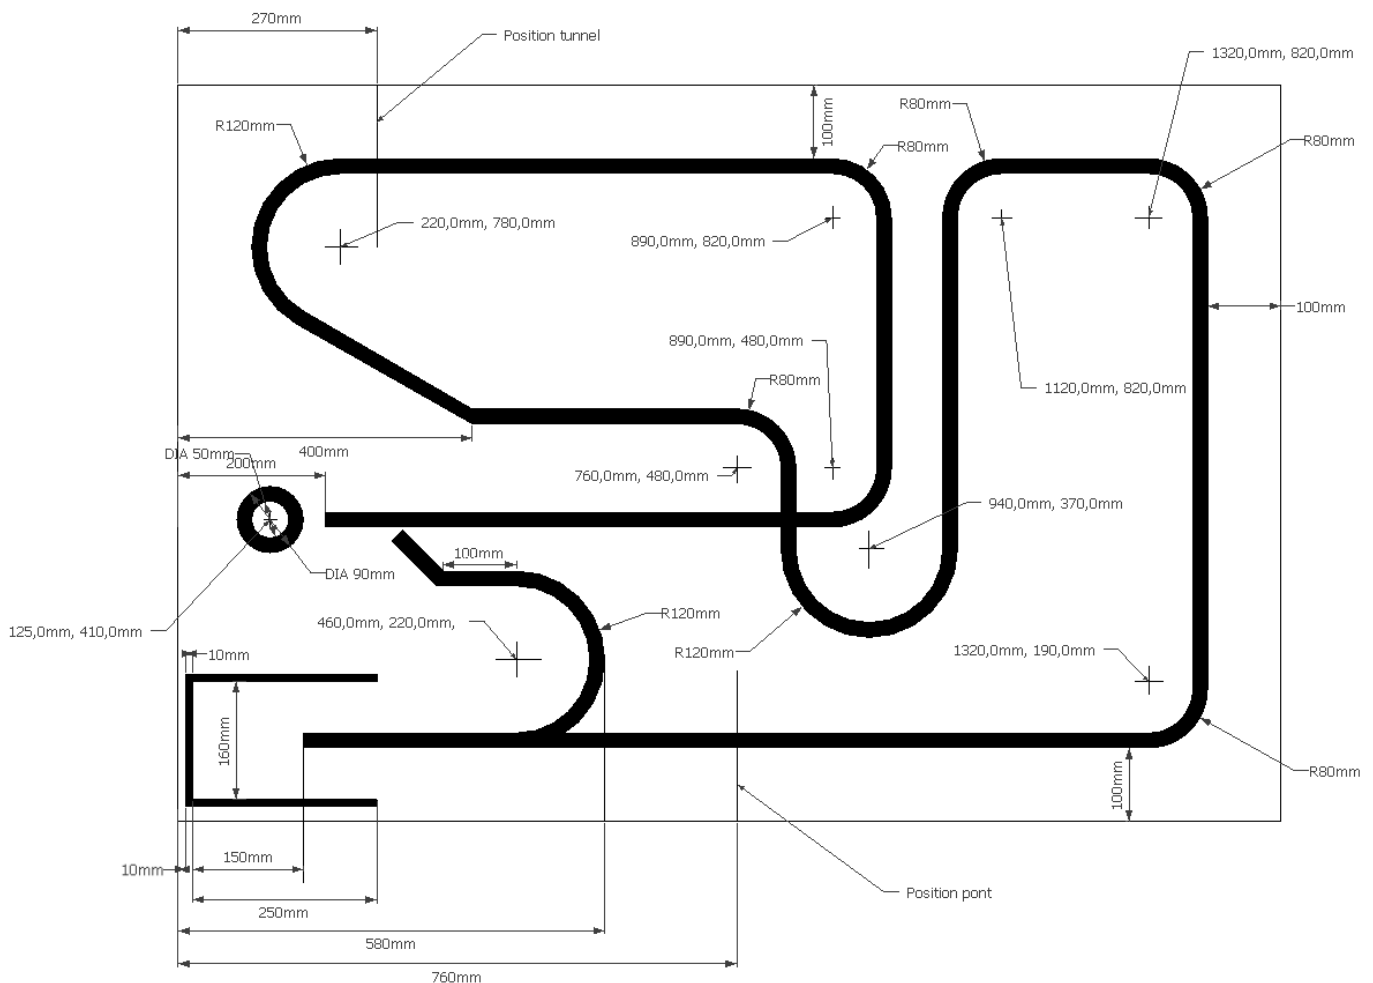 270mm
Position tunnel
1320,0mm, 820,0mm
R80mm
100mm
R120mm
R80mm
R80mm
220,0mm, 780,0mm
890,0mm, 820,0mm
100mm
890,0mm, 480,0mm
R80mm
1120,0mm, 820,0mm
400mm
DIA 50mm
200mm
760,0mm, 480,0mm
940,0mm, 370,0mm
100mm
DIA 90mm
R120mm
460,0mm, 220,0mm,
125,0mm, 410,0mm
R120mm
1320,0mm, 190,0mm
10mm
160mm
R80mm
100mm
150mm
10mm
Position pont
250mm
580mm
760mm